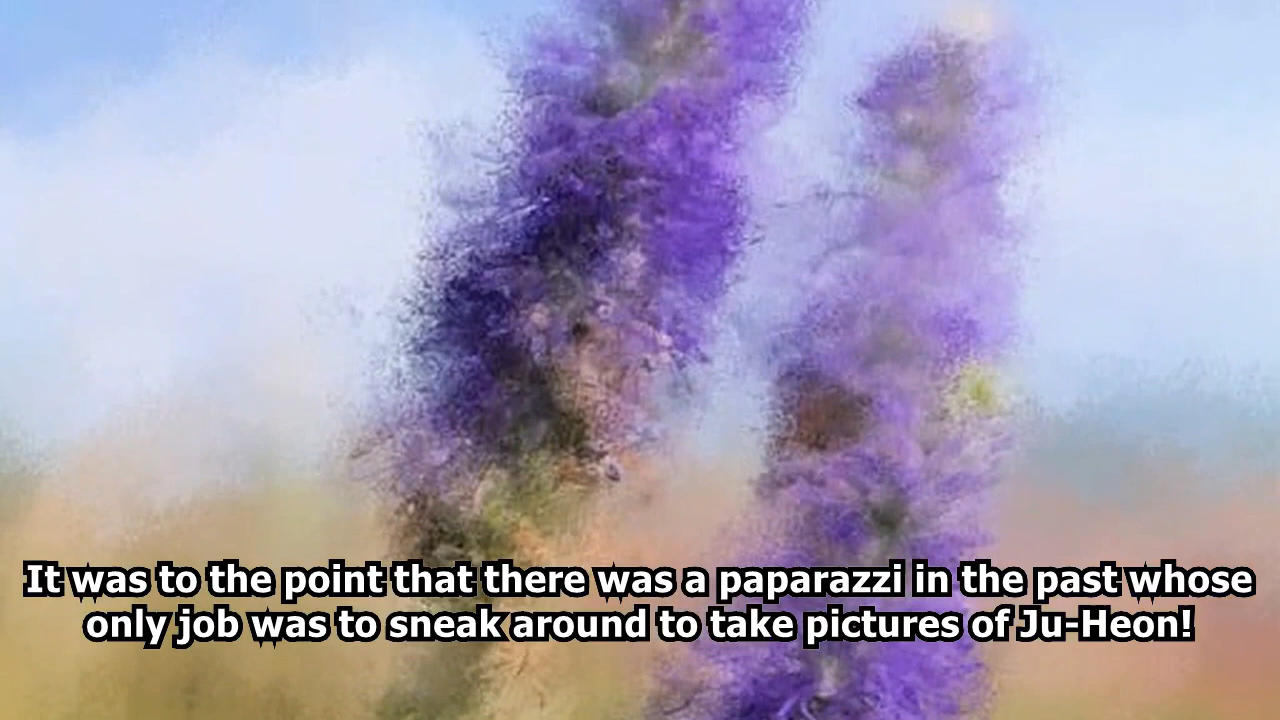 It was to the point that there was a paparazzi in the past whose
only job was to sneak around to take pictures of Ju-Heon!